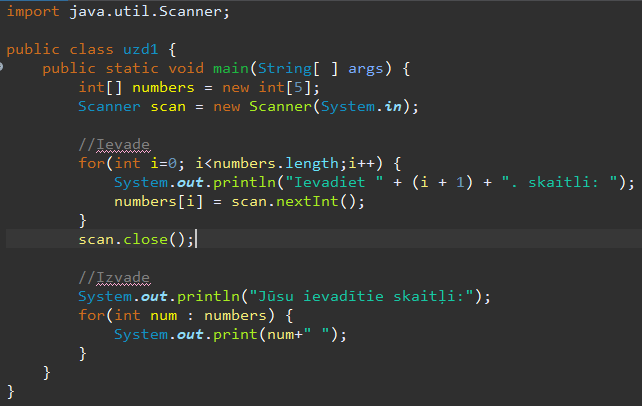 import java.util.Scanner;
public class uzd1 {
public static void main(String[ ] args) {
int[] numbers = new int[5];
Scanner scan = new Scanner(System.in);
//Ievade
for(int i=0; i<numbers.length;i++) {
System.out.println("Ievadiet " + (i + 1) + ". skaitli: ");
numbers[i] = scan.nextInt();
}
scan.close();
//Izvade
System.out.println("Jūsu ievadītie skaitļi:");
for(int num : numbers) {
System.out.print(num+" ");
}
}
}